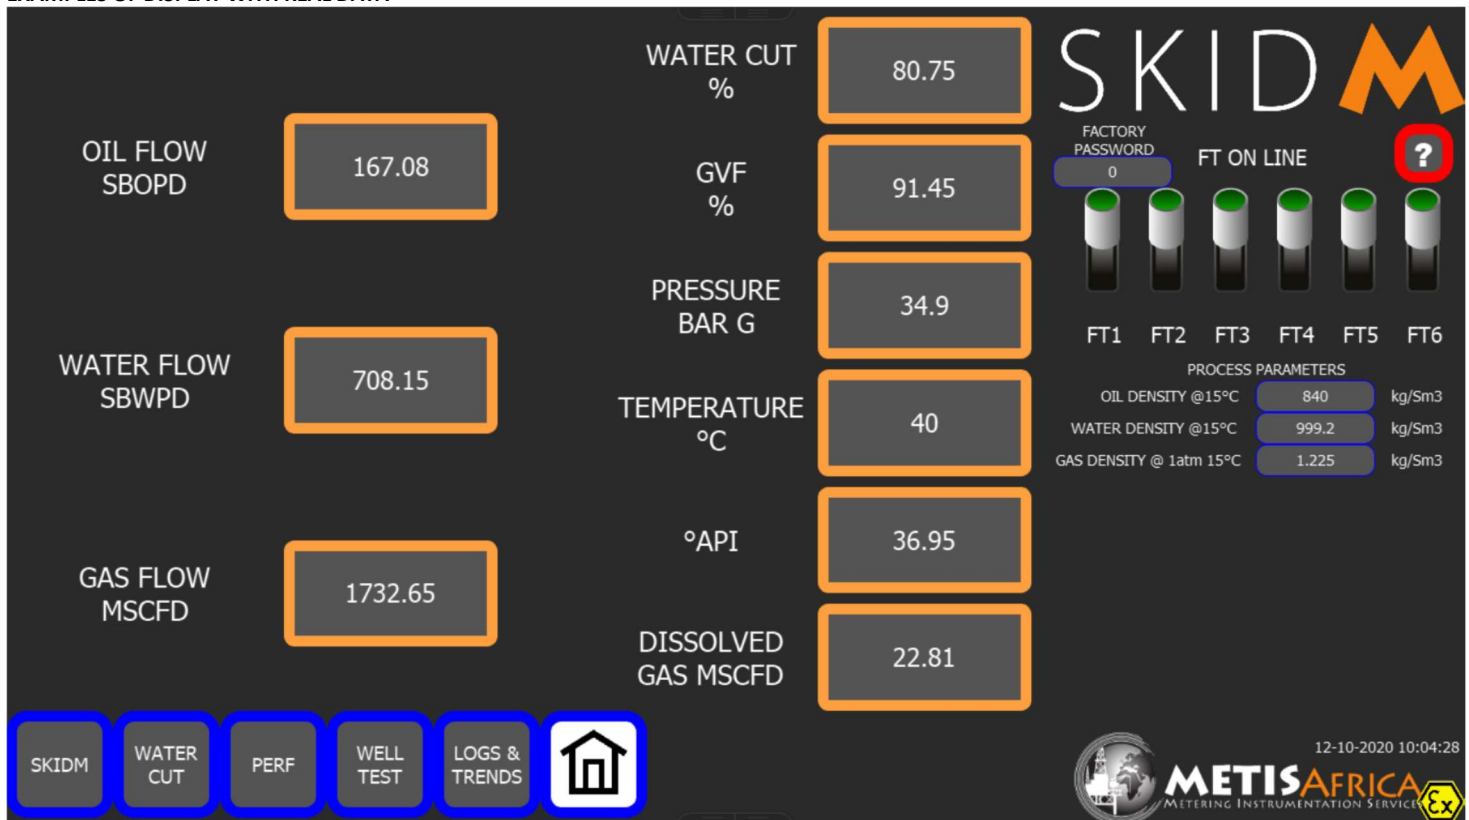 OIL FLOW
SBOPD
167.08
WATER FLOW
SBWPD
708.15
GAS FLOW
MSCFD
1732.65
WATER CUT
%
80.75
GVF
%
91.45
PRESSURE
BAR G
34.9
TEMPERATURE
°C
40
°API
36.95
DISSOLVED
GAS MSCFD
22.81
SKIDM
FACTORY
PASSWORD
0
FT ON LINE
?
FT1 FT2 FT3 FT4 FT5 FT6
PROCESS PARAMETERS
OIL DENSITY @15°C 840 kg/Sm3
WATER DENSITY @15°C 999.2 kg/Sm3
GAS DENSITY @ 1atm 15°C 1.225 kg/Sm3
SKIDM
WATER
CUT
PERF
WELL
TEST
LOGS &
TRENDS
12-10-2020 10:04:28
METISAFRICA
METERING INSTRUMENTATION SERVICE
Ex